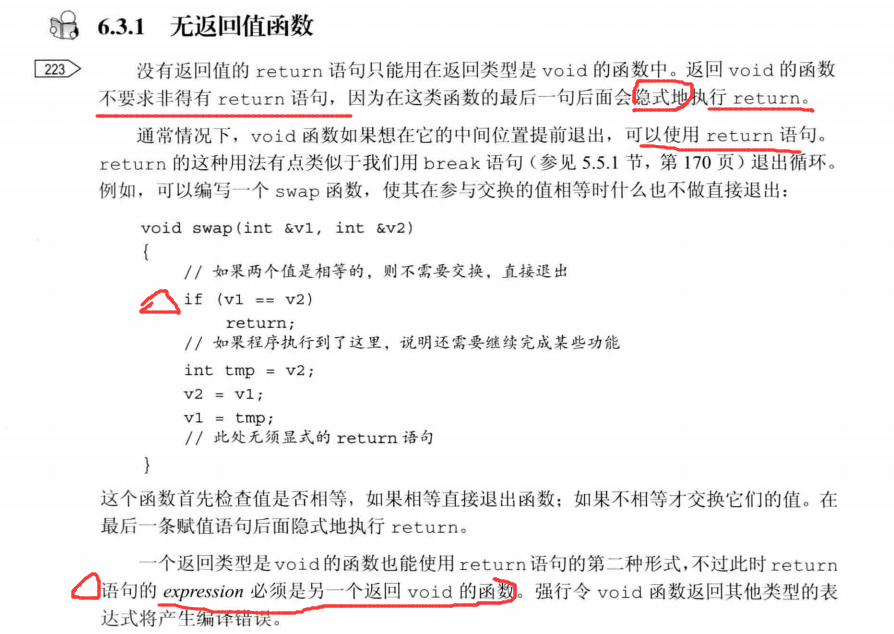 6.3.1 无返回值函数
223
没有返回值的 return 语句只能用在返回类型是 void 的函数中。返回 void 的函数
不要求非得有 return 语句，因为在这类函数的最后一句后面会隐式地执行 return。
通常情况下，void 函数如果想在它的中间位置提前退出，可以使用 return 语句。
return 的这种用法有点类似于我们用 break 语句（参见 5.5.1 节，第 170 页）退出循环。
例如，可以编写一个 swap 函数，使其在参与交换的值相等时什么也不做直接退出：
void swap(int &v1, int &v2)
{
// 如果两个值是相等的，则不需要交换，直接退出
if (v1 == v2)
return;
// 如果程序执行到了这里，说明还需要继续完成某些功能
int tmp = v2;
v2 = v1;
v1 = tmp;
// 此处无须显式的 return 语句
}
这个函数首先检查值是否相等，如果相等直接退出函数；如果不相等才交换它们的值。在
最后一条赋值语句后面隐式地执行 return。
一个返回类型是 void 的函数也能使用 return 语句的第二种形式，不过此时 return
语句的 expression 必须是另一个返回 void 的函数。强行令 void 函数返回其他类型的表
达式将产生编译错误。